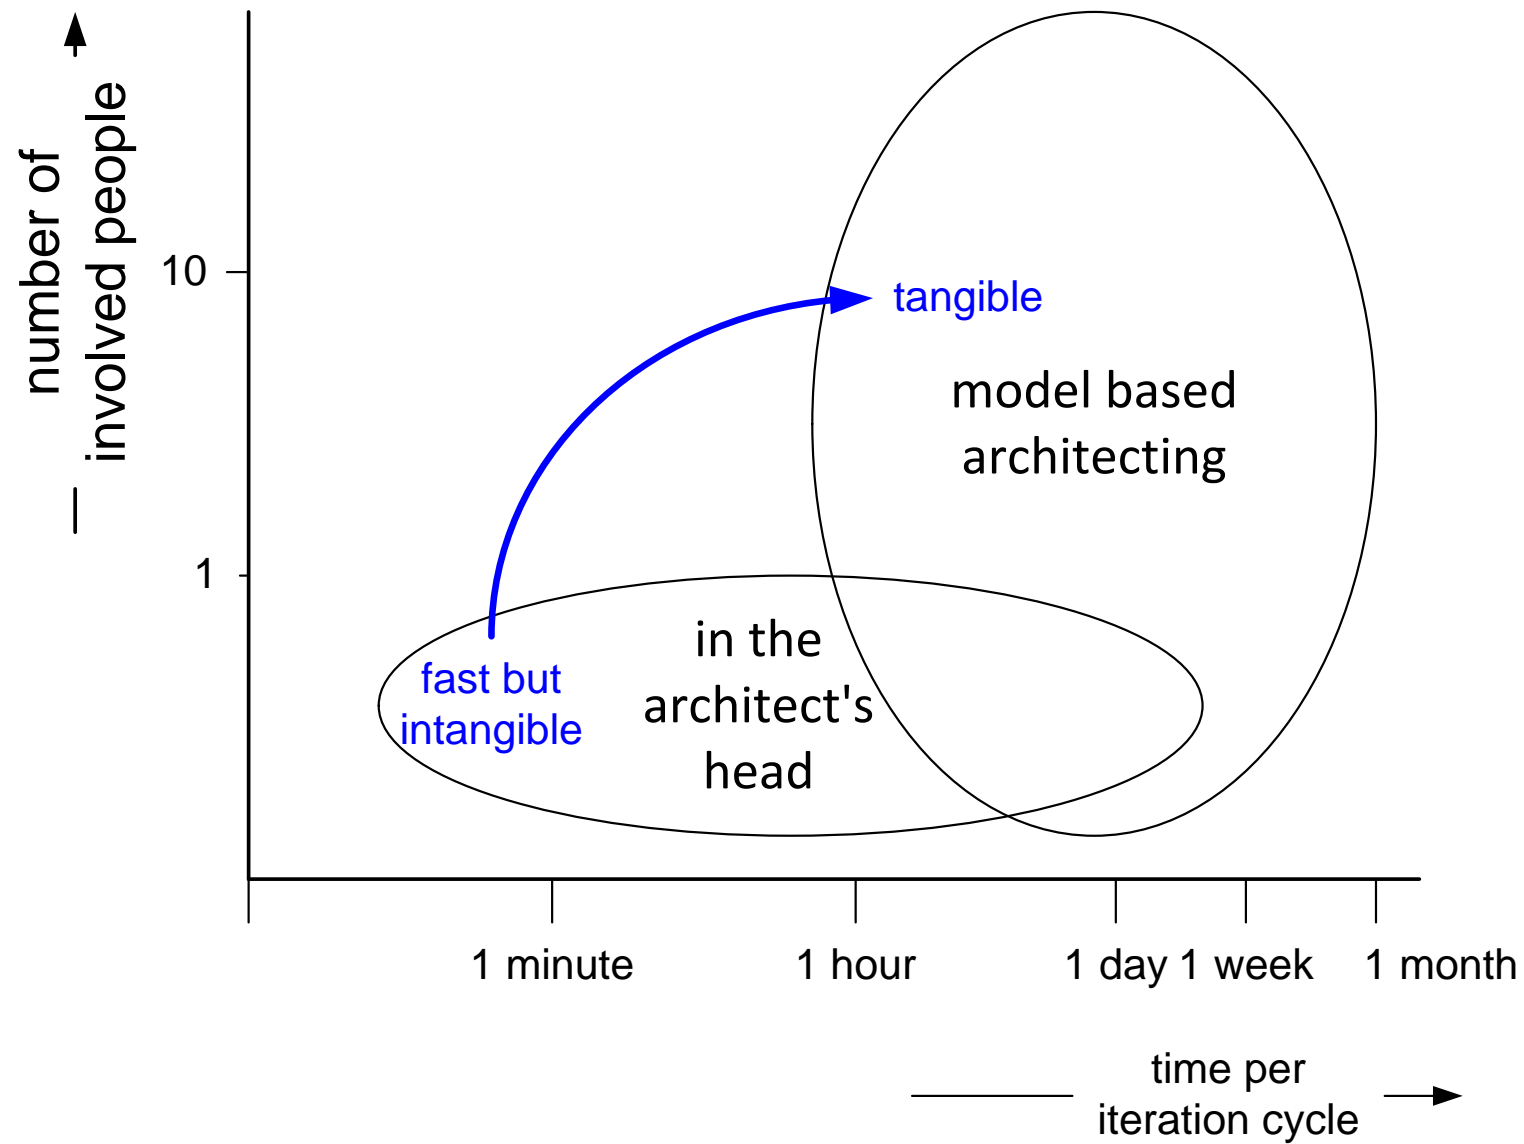 number of
involved people
10
1
tangible
model based
architecting
in the
architect's
head
fast but
intangible
1 minute
1 hour
1 day
1 week
1 month
time per
iteration cycle